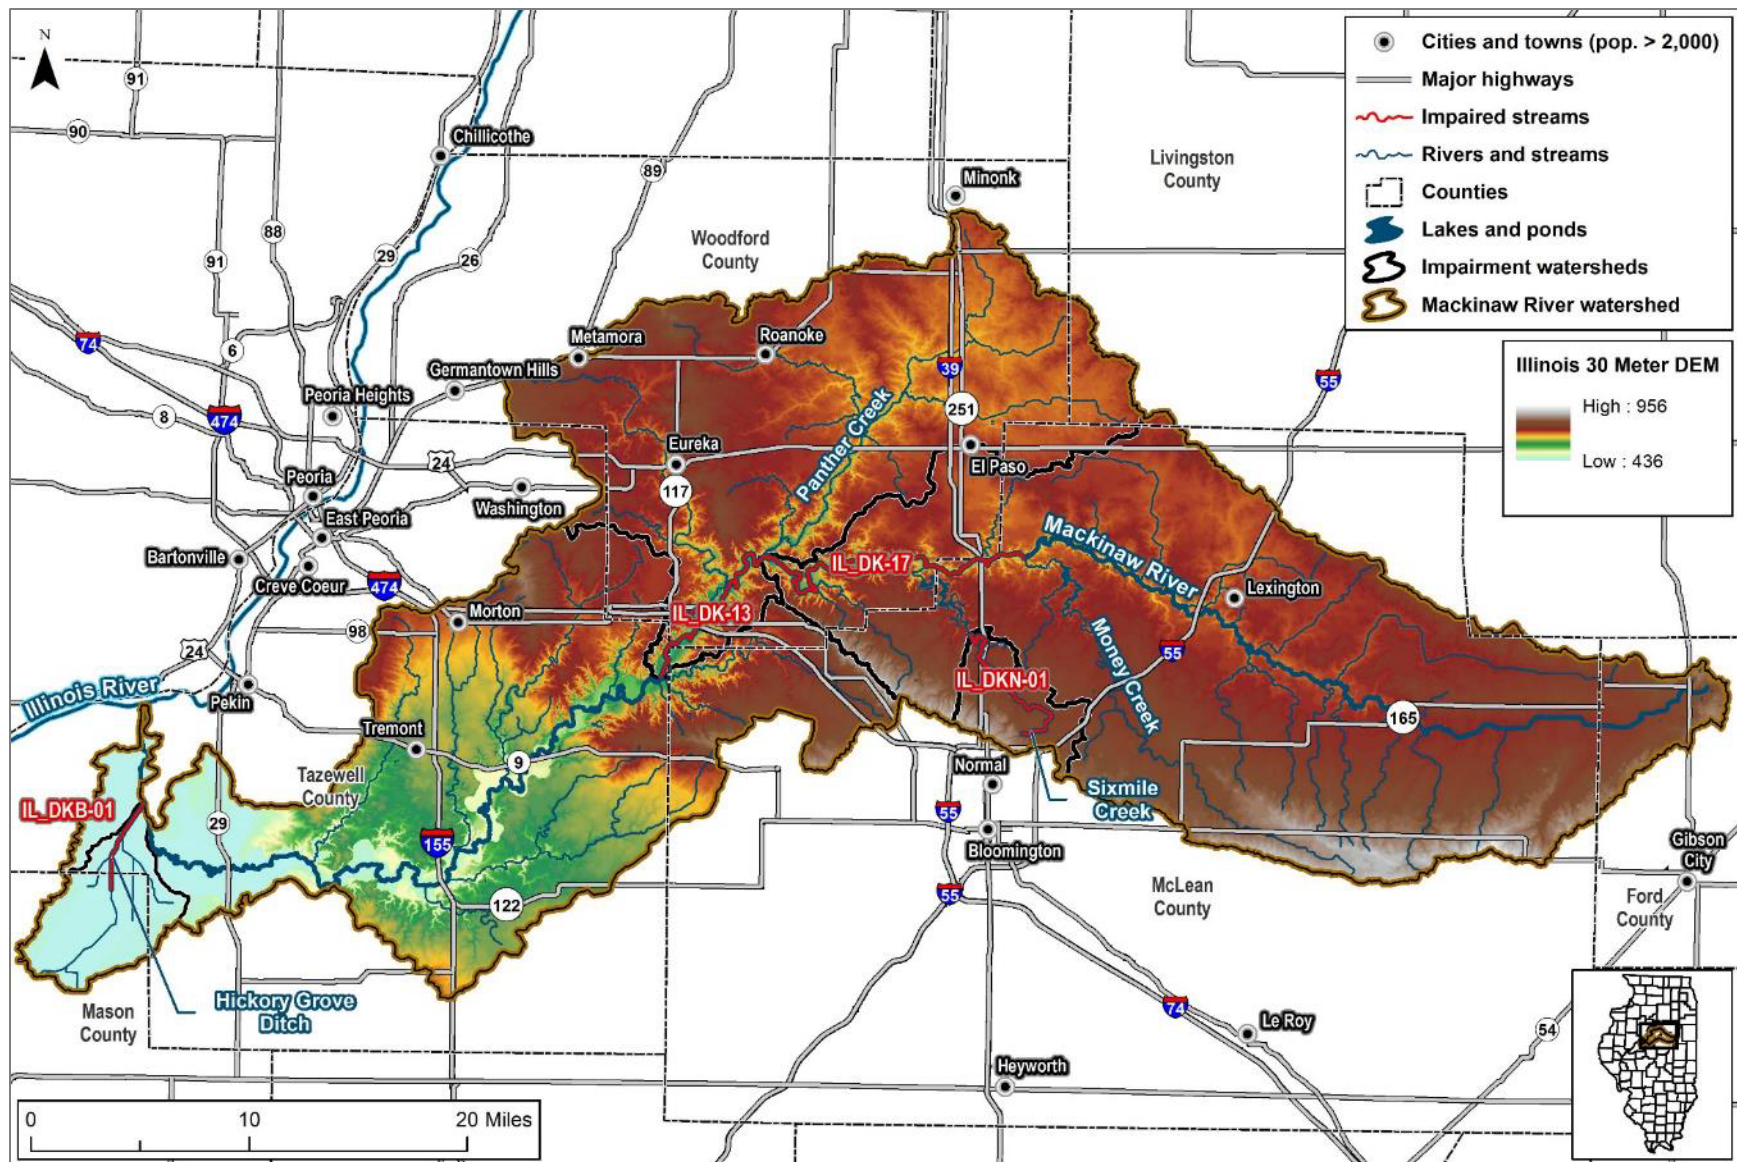 N
91
90
Chillicothe
89
Livingston
County
Minonk
88
Woodford
County
91
29
26
74
6
Metamora
Roanoke
39
55
Germantown Hills
Peoria Heights
8
474
251
Panther Creek
Eureka
El Paso
24
Peoria
117
Washington
East Peoria
Mackinaw River
Bartonville
IL_DK-17
Creve Coeur
474
Lexington
IL_DK-13
Morton
98
24
Money Creek
55
IL_DKN-01
Illinois River
Pekin
165
Tremont
9
Normal
Tazewell
County
Sixmile
Creek
IL_DKB-01
29
55
155
Bloomington
Gibson
City
McLean
County
55
122
Ford
County
Hickory Grove
Ditch
Mason
County
74
Le Roy
54
Heyworth
0
10
20 Miles
Cities and towns (pop. > 2,000)
Major highways
Impaired streams
Rivers and streams
Counties
Lakes and ponds
Impairment watersheds
Mackinaw River watershed
Illinois 30 Meter DEM
High : 956
Low : 436